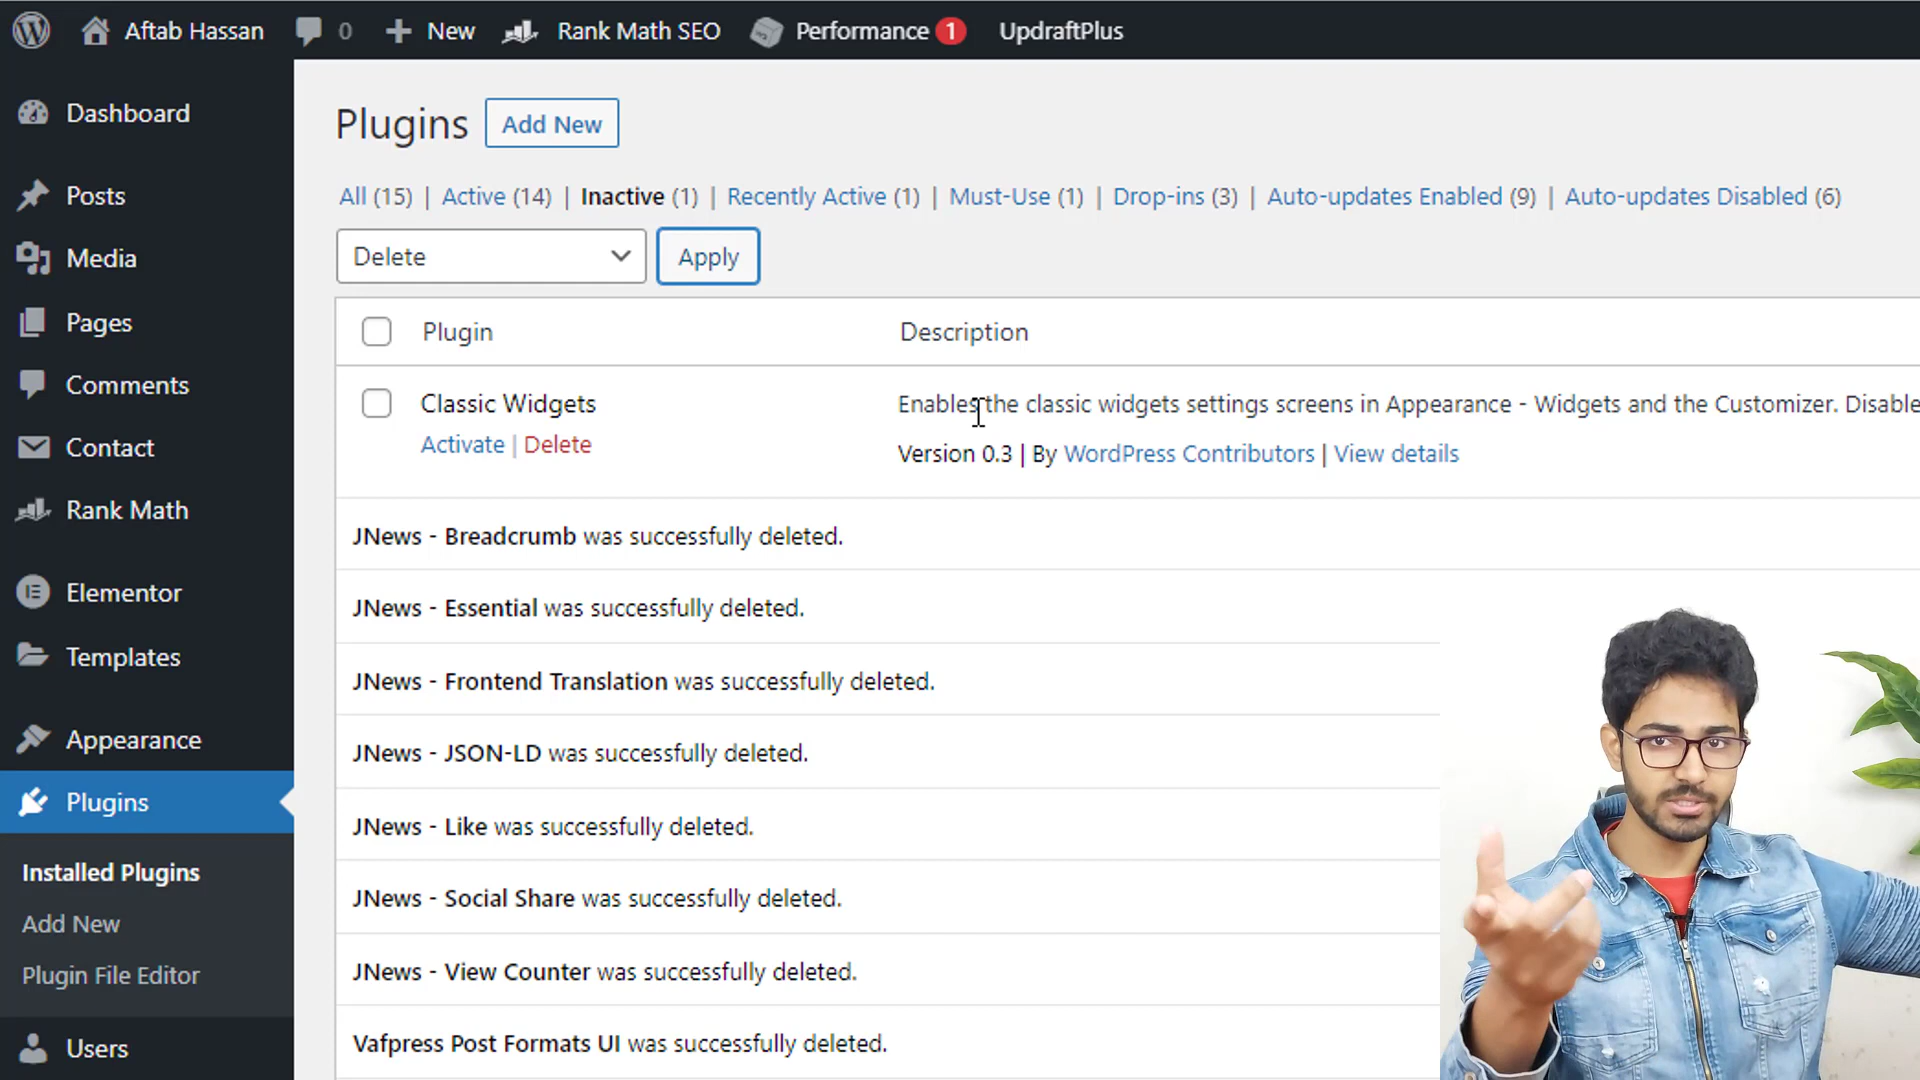 Aftab Hassan 0 New Rank Math SEO Performance 1 UpdraftPlus
Dashboard
Posts
Media
Pages
Comments
Contact
Rank Math
Elementor
Templates
Appearance
Plugins
Installed Plugins
Add New
Plugin File Editor
Users
Plugins Add New
All (15) | Active (14) | Inactive (1) | Recently Active (1) | Must-Use (1) | Drop-ins (3) | Auto-updates Enabled (9) | Auto-updates Disabled (6)
Delete Apply
Plugin Description
Classic Widgets Enables the classic widgets settings screens in Appearance - Widgets and the Customizer. Disable
Activate | Delete Version 0.3 | By WordPress Contributors | View details
JNews - Breadcrumb was successfully deleted.
JNews - Essential was successfully deleted.
JNews - Frontend Translation was successfully deleted.
JNews - JSON-LD was successfully deleted.
JNews - Like was successfully deleted.
JNews - Social Share was successfully deleted.
JNews - View Counter was successfully deleted.
Vafpress Post Formats UI was successfully deleted.